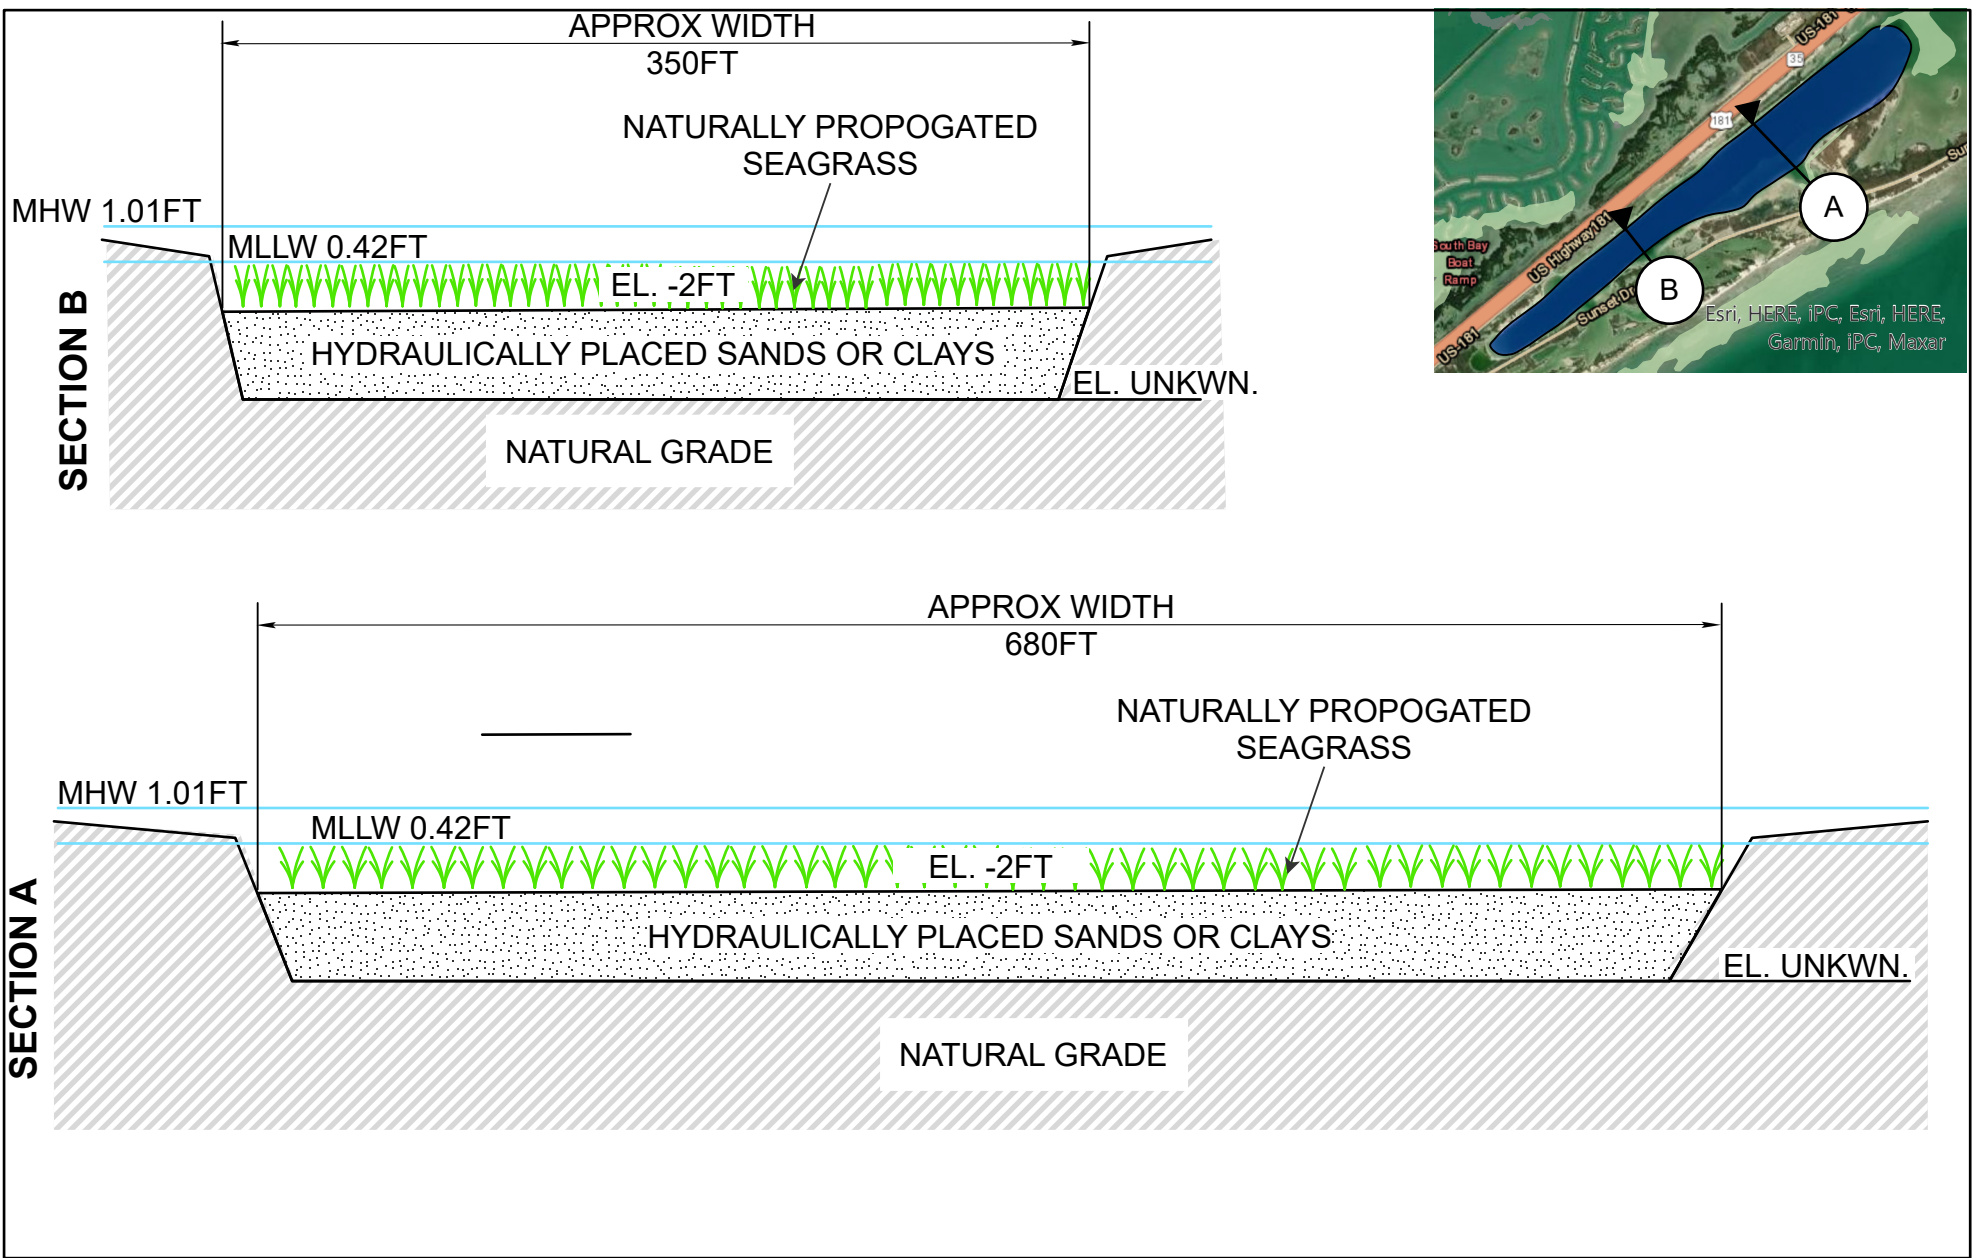 APPROX WIDTH
350FT
NATURALLY PROPOGATED
SEAGRASS
MHW 1.01FT
MLLW 0.42FT
EL. -2FT
HYDRAULICALLY PLACED SANDS OR CLAYS
EL. UNKWN.
NATURAL GRADE
SECTION B
US-181
35
181
A
US Highway 181
South Bay
Boat
Ramp
B
Sunset Dr
US-181
Esri, HERE, iPC, Esri, HERE,
Garmin, iPC, Maxar
APPROX WIDTH
680FT
NATURALLY PROPOGATED
SEAGRASS
MHW 1.01FT
MLLW 0.42FT
EL. -2FT
HYDRAULICALLY PLACED SANDS OR CLAYS
EL. UNKWN.
NATURAL GRADE
SECTION A